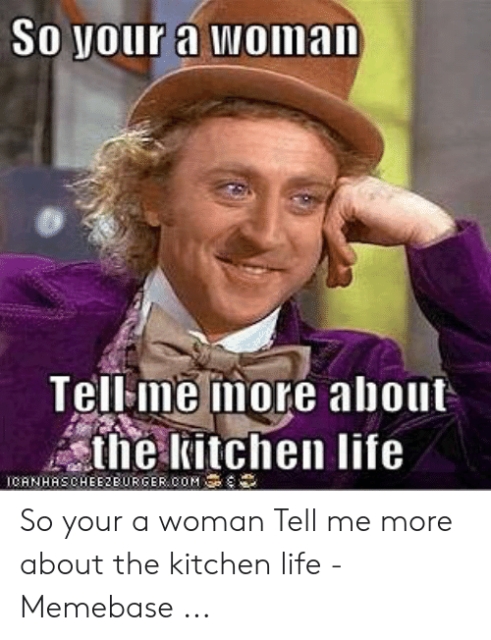 So your a woman
Tell me more about
the kitchen life
ICANHASCHEEZBURGER.COM
So your a woman Tell me more
about the kitchen life -
Memebase ...